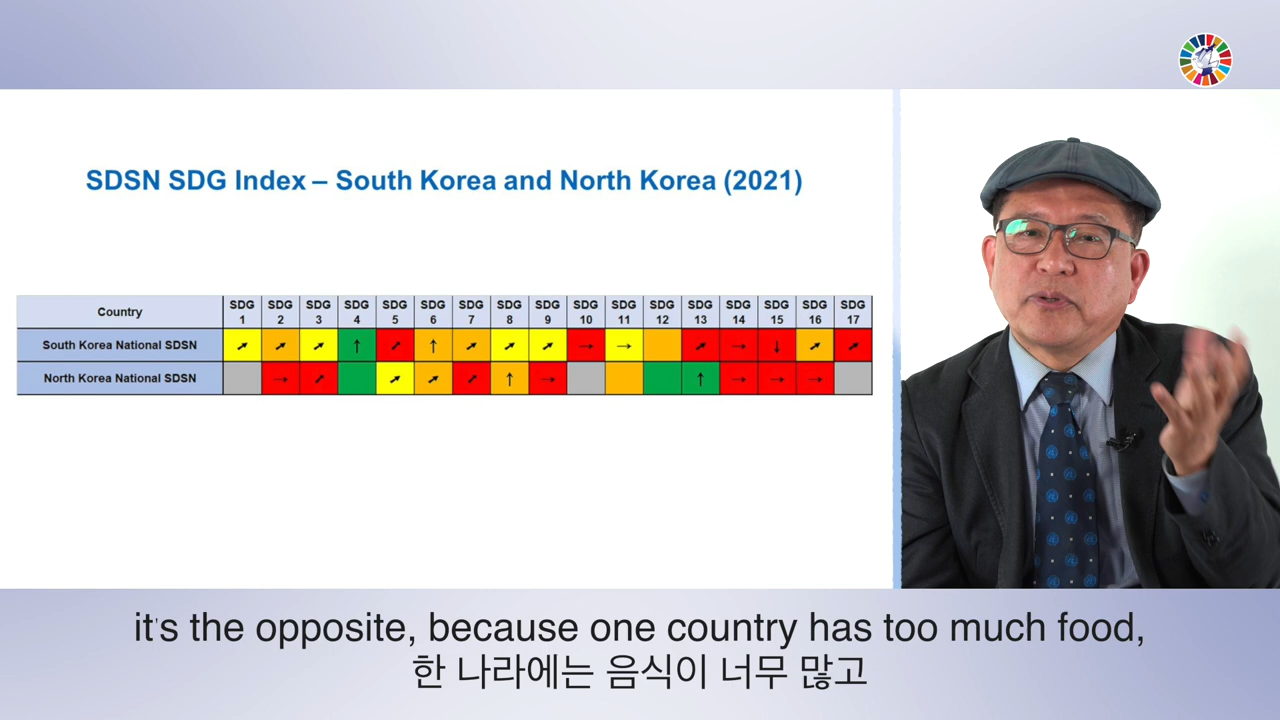 SDSN SDG Index – South Korea and North Korea (2021)
Country SDG 1 SDG 2 SDG 3 SDG 4 SDG 5 SDG 6 SDG 7 SDG 8 SDG 9 SDG 10 SDG 11 SDG 12 SDG 13 SDG 14 SDG 15 SDG 16 SDG 17
South Korea National SDSN ➚ ➚ ➚ ↑ ➚ ↑ ➚ ➚ ➚ → → ➚ → ↓ ➚ ➚
North Korea National SDSN → ➚ ➚ ➚ ➚ ↑ → ↑ → → →
it's the opposite, because one country has too much food,
한 나라에는 음식이 너무 많고